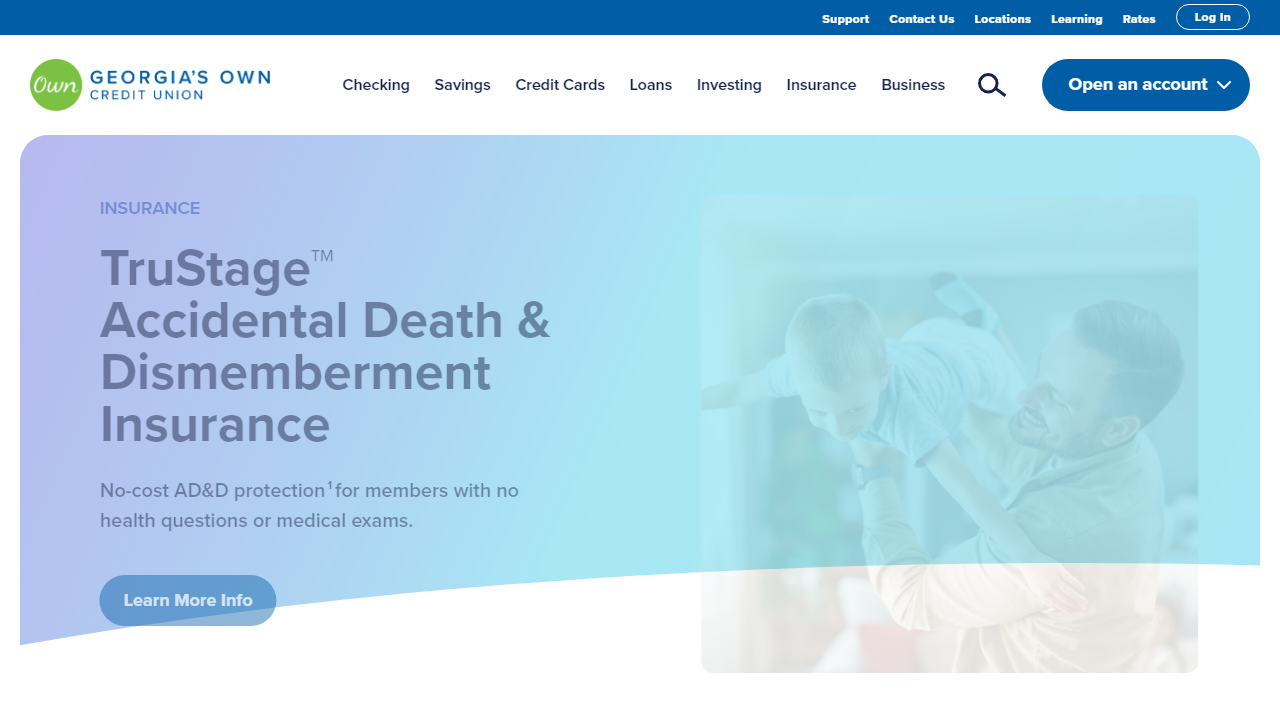 Support Contact Us Locations Learning Rates Log In
Own GEORGIA'S OWN
CREDIT UNION
Checking Savings Credit Cards Loans Investing Insurance Business Open an account
INSURANCE
TruStage™
Accidental Death &
Dismemberment
Insurance
No-cost AD&D protection¹ for members with no
health questions or medical exams.
Learn More Info